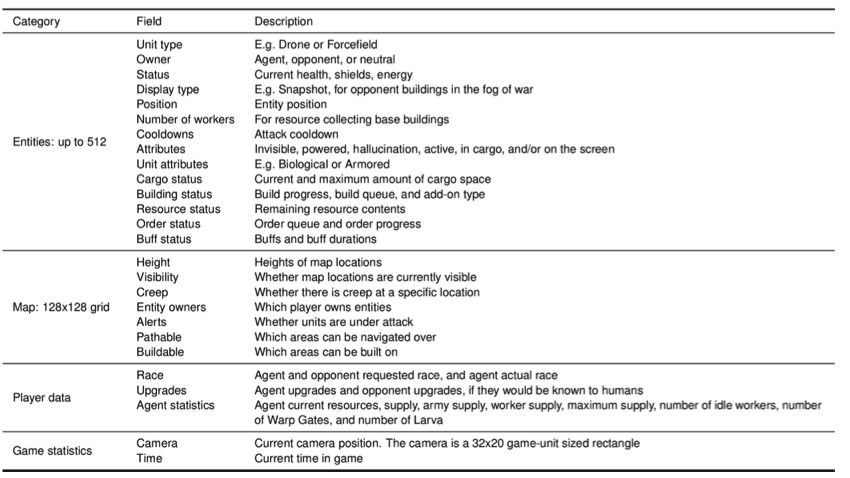 Category Field Description
Unit type E.g. Drone or Forcefield
Owner Agent, opponent, or neutral
Status Current health, shields, energy
Display type E.g. Snapshot, for opponent buildings in the fog of war
Position Entity position
Number of workers For resource collecting base buildings
Cooldowns Attack cooldown
Entities: up to 512
Attributes Invisible, powered, hallucination, active, in cargo, and/or on the screen
Unit attributes E.g. Biological or Armored
Cargo status Current and maximum amount of cargo space
Building status Build progress, build queue, and add-on type
Resource status Remaining resource contents
Order status Order queue and order progress
Buff status Buffs and buff durations
Height Heights of map locations
Visibility Whether map locations are currently visible
Creep Whether there is creep at a specific location
Map: 128x128 grid Entity owners Which player owns entities
Alerts Whether units are under attack
Pathable Which areas can be navigated over
Buildable Which areas can be built on
Race Agent and opponent requested race, and agent actual race
Upgrades Agent upgrades and opponent upgrades, if they would be known to humans
Player data
Agent statistics Agent current resources, supply, army supply, worker supply, maximum supply, number of idle workers, number
of Warp Gates, and number of Larva
Camera Current camera position. The camera is a 32x20 game-unit sized rectangle
Game statistics
Time Current time in game